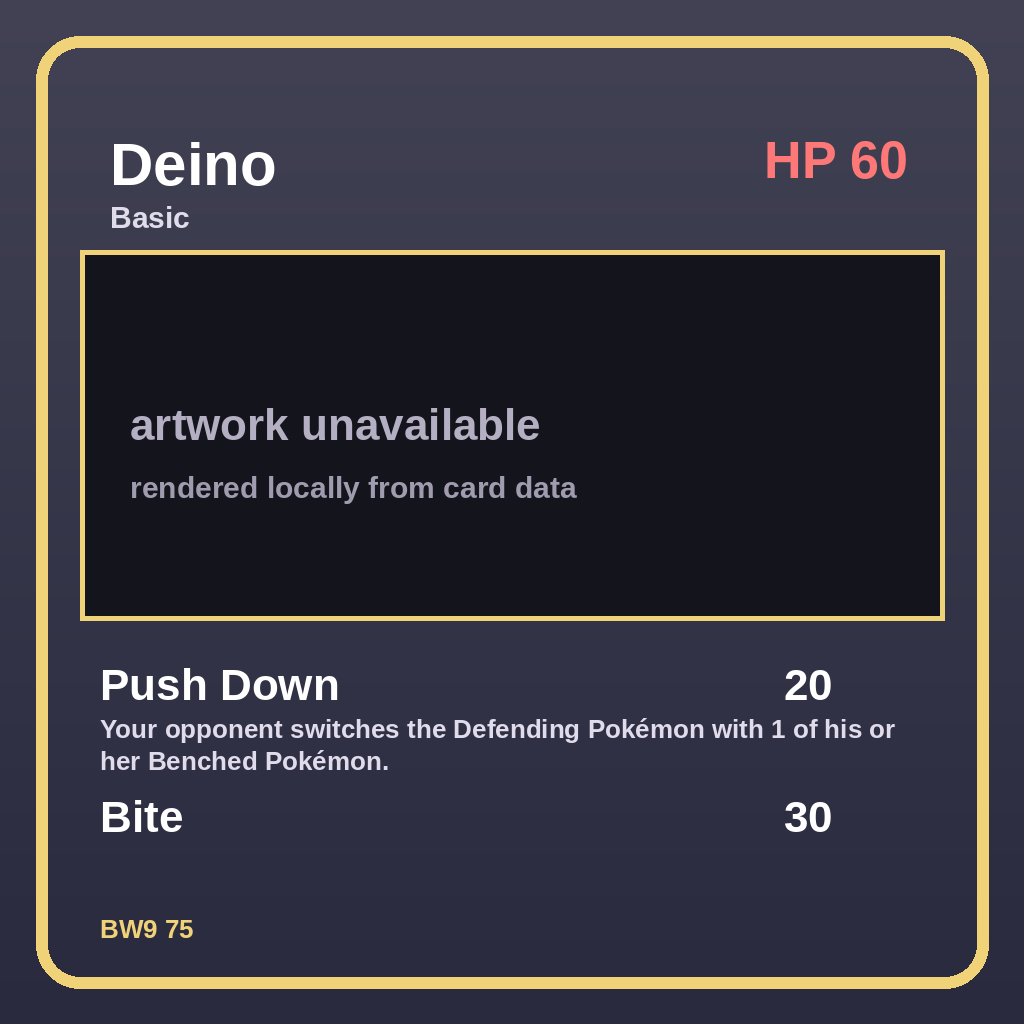 Deino
HP 60
Basic
artwork unavailable
rendered locally from card data
Push Down 20
Your opponent switches the Defending Pokémon with 1 of his or
her Benched Pokémon.
Bite 30
BW9 75